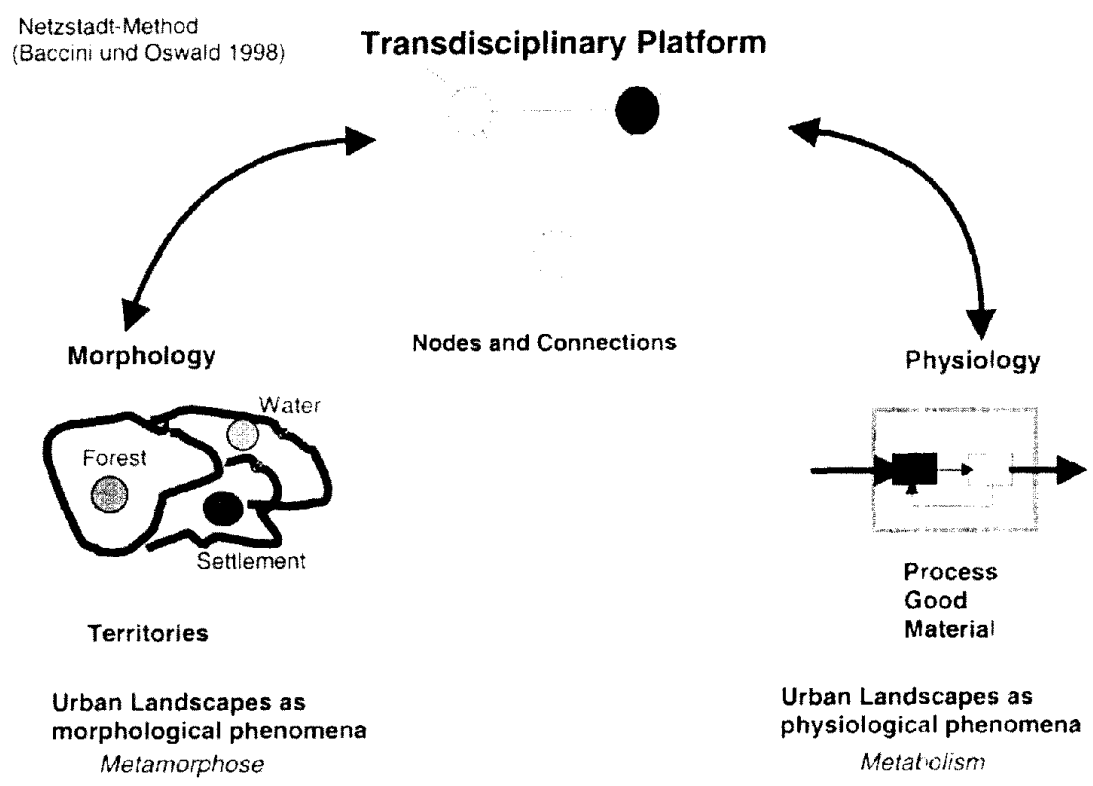 Netzstadt-Method
(Baccini und Oswald 1998)
Transdisciplinary Platform
Nodes and Connections
Morphology
Physiology
Water
Forest
Settlement
Process
Good
Material
Territories
Urban Landscapes as
morphological phenomena
Metamorphose
Urban Landscapes as
physiological phenomena
Metabolism